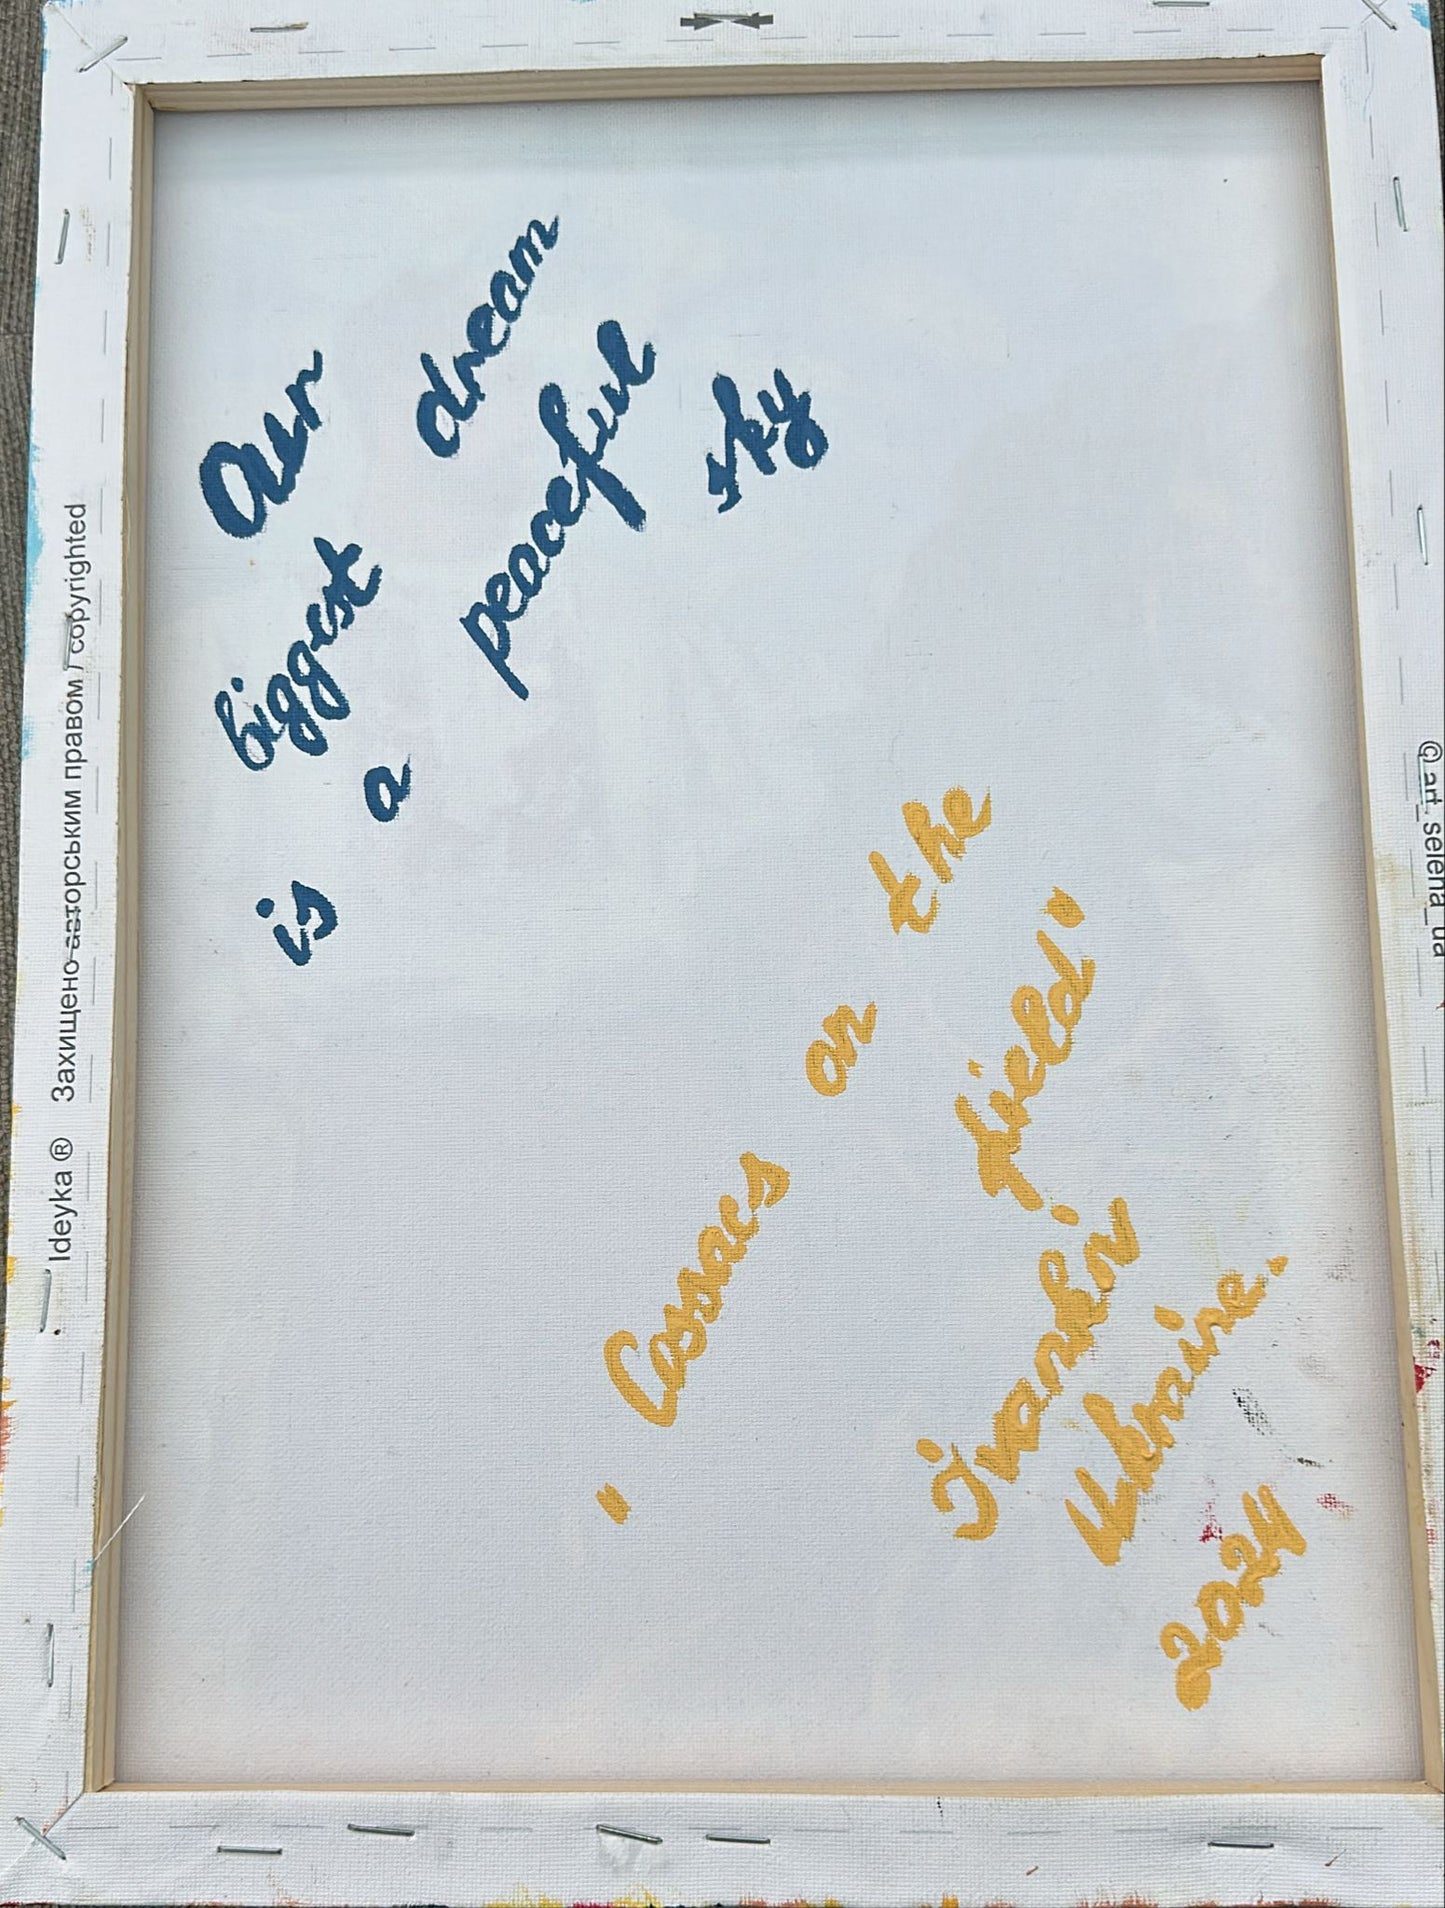 Our
biggest dream
is a peaceful
sky
"Cossacs on the
field"
Ivankiv
Ukraine.
2024
Ideyka ® Захищено авторським правом / copyrighted
© art_selena_ua